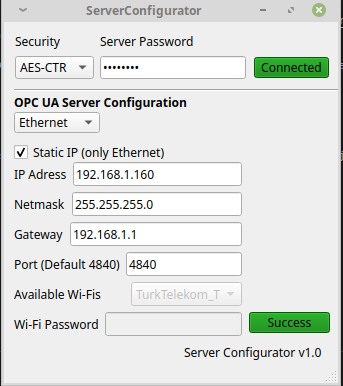 ServerConfigurator
Security Server Password
AES-CTR •••••••• Connected
OPC UA Server Configuration
Ethernet
Static IP (only Ethernet)
IP Adress 192.168.1.160
Netmask 255.255.255.0
Gateway 192.168.1.1
Port (Default 4840) 4840
Available Wi-Fis TurkTelekom_T
Wi-Fi Password Success
Server Configurator v1.0